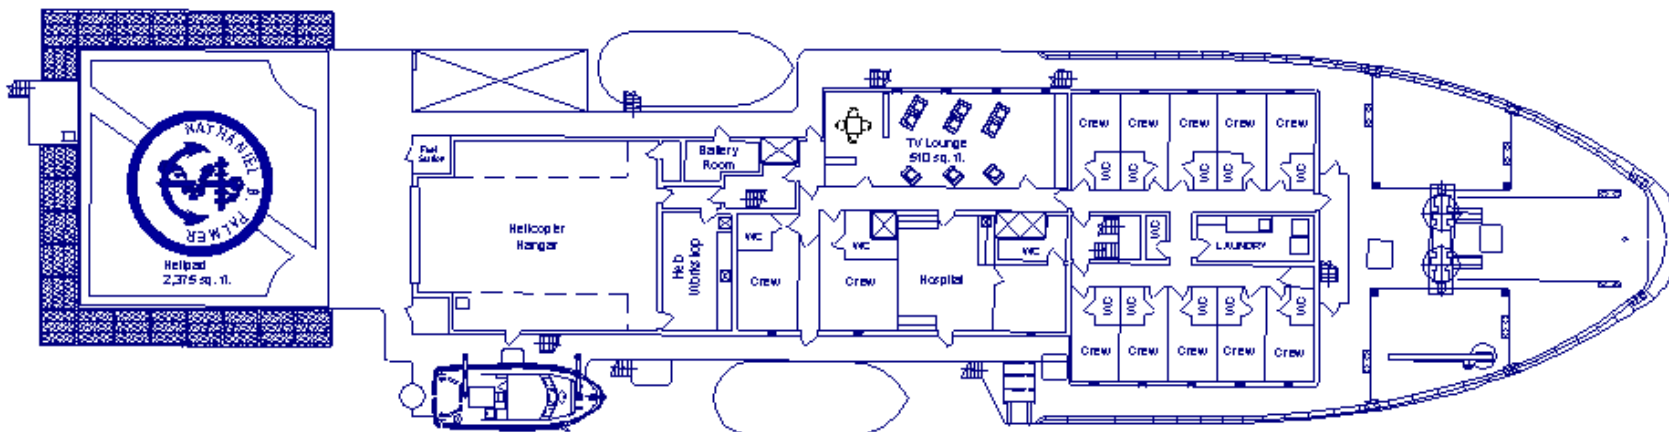 NATHANIEL B. PALMER
Helipad
2,375 sq. ft.
Fuel
Station
Helicopter
Hangar
Battery
Room
Helo
Workshop
TV Lounge
510 sq. ft.
WC
Crew
WC
Crew
Hospital
WC
Crew
Crew
Crew
Crew
Crew
WC
WC
WC
WC
WC
WC
LAUNDRY
WC
WC
WC
WC
WC
Crew
Crew
Crew
Crew
Crew